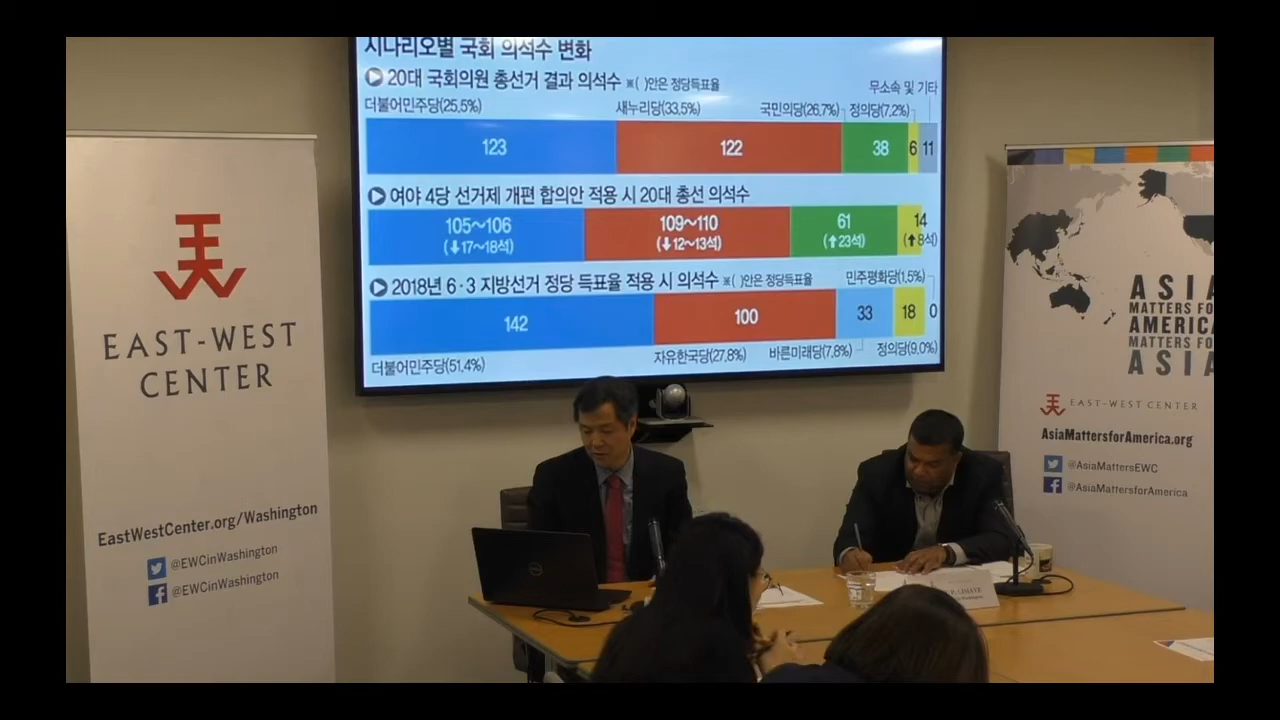 시나리오별 국회 의석수 변화
20대 국회의원 총선거 결과 의석수 ※( )안은 정당득표율
무소속 및 기타
더불어민주당(25.5%) 새누리당(33.5%) 국민의당(26.7%) 정의당(7.2%)
123 122 38 6 11
여야 4당 선거제 개편 합의안 적용 시 20대 총선 의석수
105~106 109~110 61 14
(⬇17~18석) (⬇12~13석) (⬆23석) (⬆8석)
2018년 6·3 지방선거 정당 득표율 적용 시 의석수 ※( )안은 정당득표율 민주평화당(1.5%)
142 100 33 18 0
더불어민주당(51.4%) 자유한국당(27.8%) 바른미래당(7.8%) 정의당(9.0%)
EAST-WEST
CENTER
EastWestCenter.org/Washington
@EWCinWashington
@EWCinWashington
DELL
ASIA
MATTERS FO
AMERICA
MATTERS FO
ASIA
EAST-WEST CENTER
AsiaMattersforAmerica.org
@AsiaMattersEWC
@AsiaMattersforAmerica